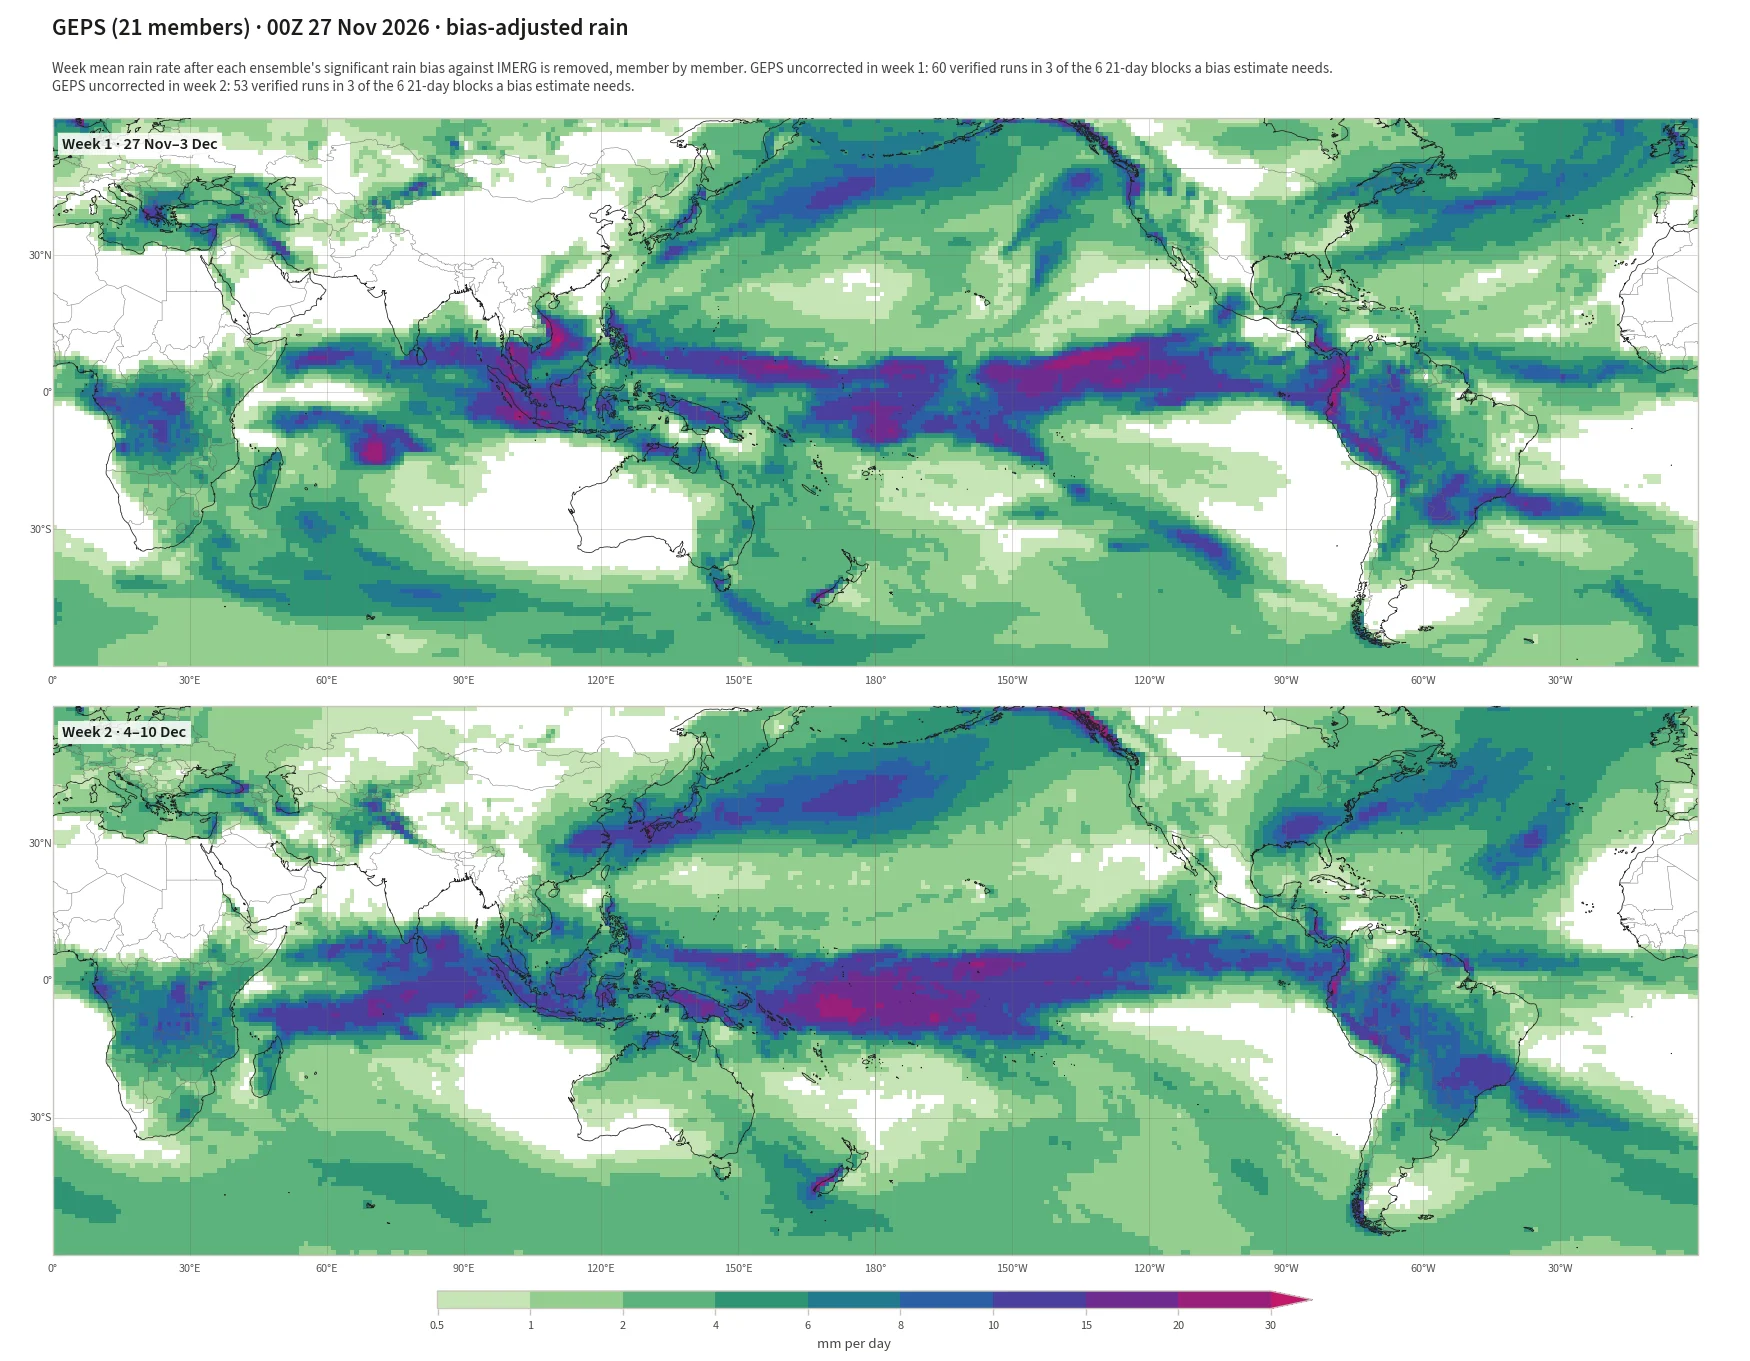 GEPS (21 members) · 00Z 27 Nov 2026 · bias-adjusted rain
Week mean rain rate after each ensemble's significant rain bias against IMERG is removed, member by member. GEPS uncorrected in week 1: 60 verified runs in 3 of the 6 21-day blocks a bias estimate needs.
GEPS uncorrected in week 2: 53 verified runs in 3 of the 6 21-day blocks a bias estimate needs.
Week 1 · 27 Nov–3 Dec
30°N
0°
30°S
0° 30°E 60°E 90°E 120°E 150°E 180° 150°W 120°W 90°W 60°W 30°W
Week 2 · 4–10 Dec
30°N
0°
30°S
0° 30°E 60°E 90°E 120°E 150°E 180° 150°W 120°W 90°W 60°W 30°W
0.5 1 2 4 6 8 10 15 20 30
mm per day